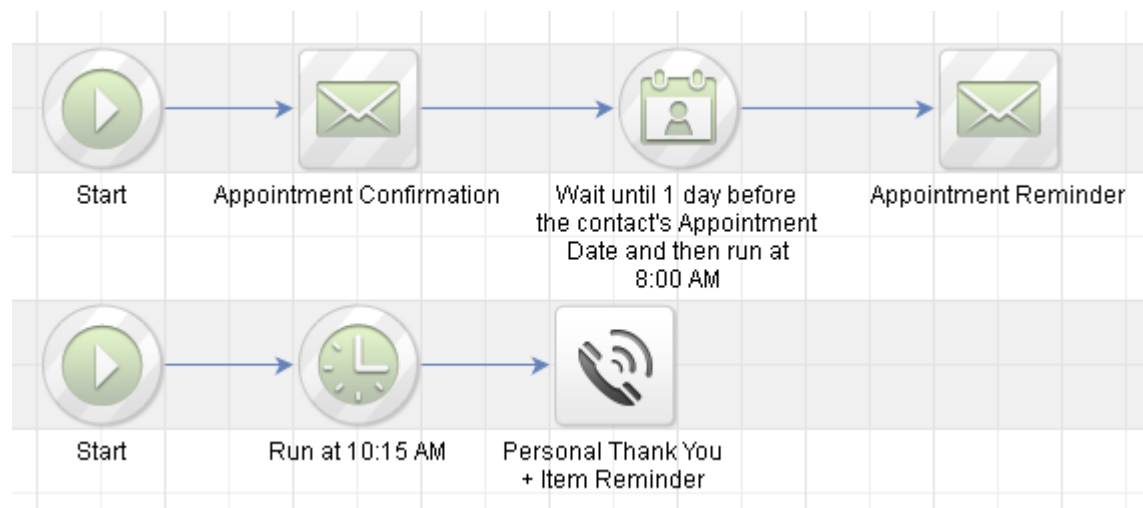 Start
Appointment Confirmation
Wait until 1 day before
the contact's Appointment
Date and then run at
8:00 AM
Appointment Reminder
Start
Run at 10:15 AM
Personal Thank You
+ Item Reminder